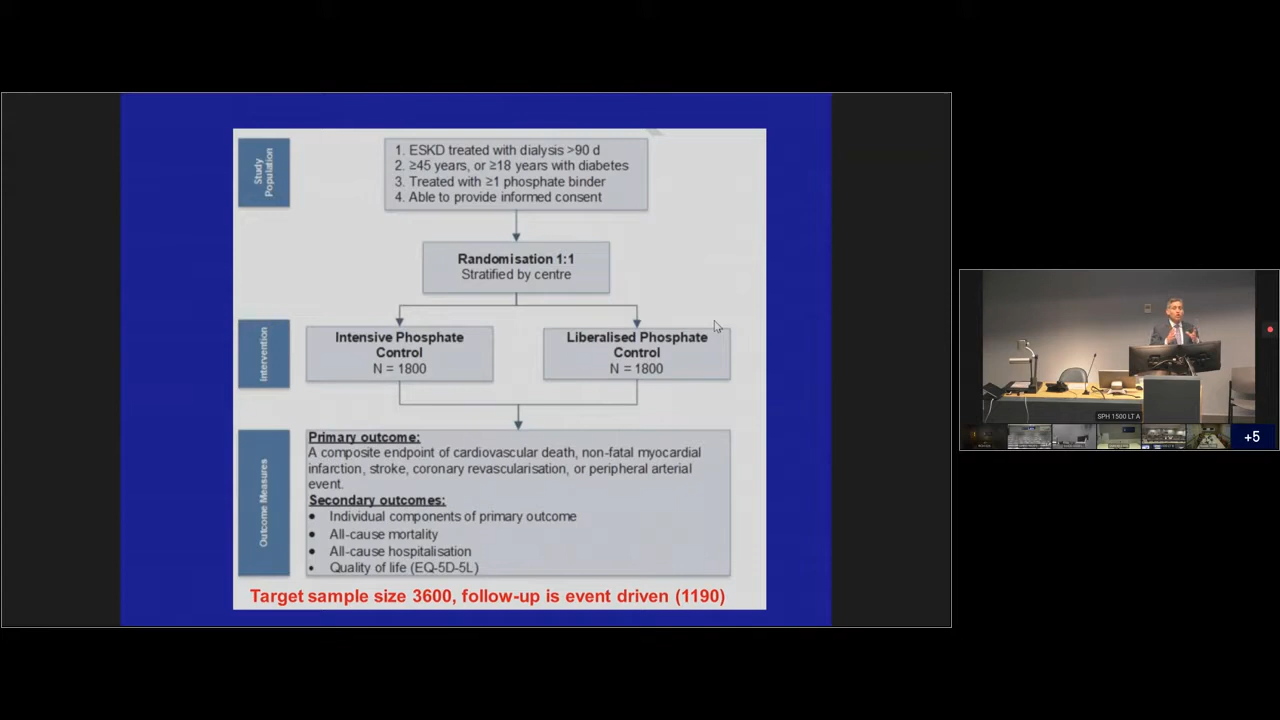 Study
Population
1. ESKD treated with dialysis >90 d
2. ≥45 years, or ≥18 years with diabetes
3. Treated with ≥1 phosphate binder
4. Able to provide informed consent
Randomisation 1:1
Stratified by centre
Intervention
Intensive Phosphate
Control
N = 1800
Liberalised Phosphate
Control
N = 1800
Outcome Measures
Primary outcome:
A composite endpoint of cardiovascular death, non-fatal myocardial
infarction, stroke, coronary revascularisation, or peripheral arterial
event.
Secondary outcomes:
• Individual components of primary outcome
• All-cause mortality
• All-cause hospitalisation
• Quality of life (EQ-5D-5L)
Target sample size 3600, follow-up is event driven (1190)
SPH 1500 LT A
+5